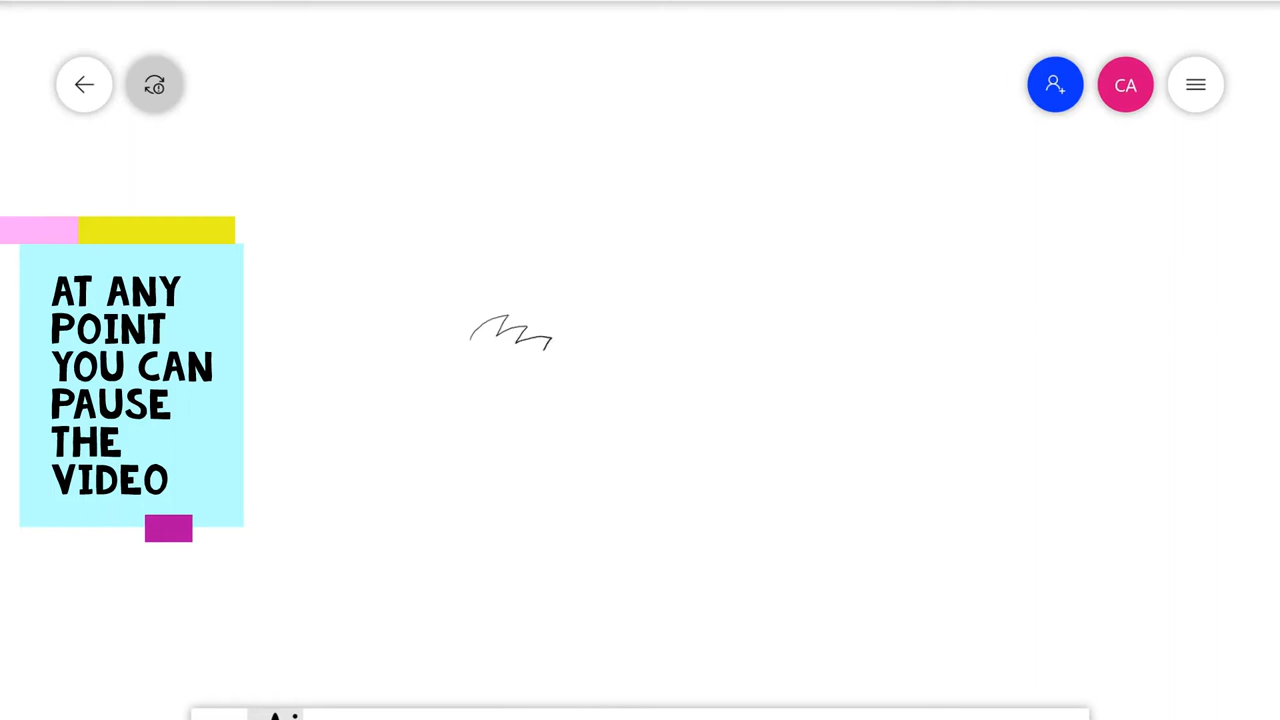 CA
AT ANY
POINT
YOU CAN
PAUSE
THE
VIDEO